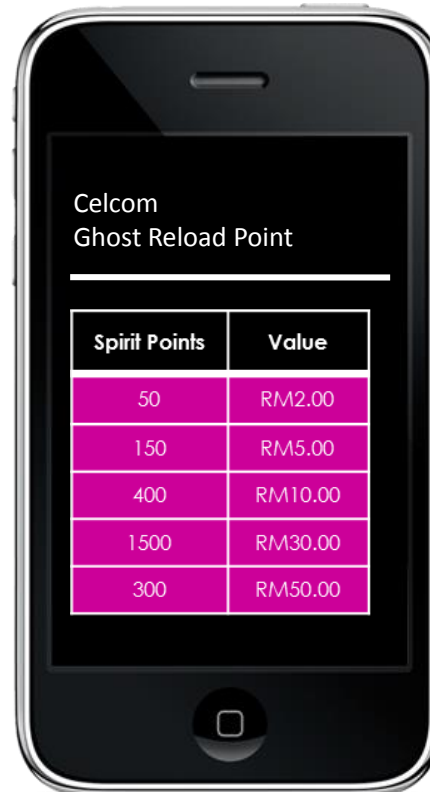 Celcom
Ghost Reload Point
Spirit Points Value
50 RM2.00
150 RM5.00
400 RM10.00
1500 RM30.00
300 RM50.00